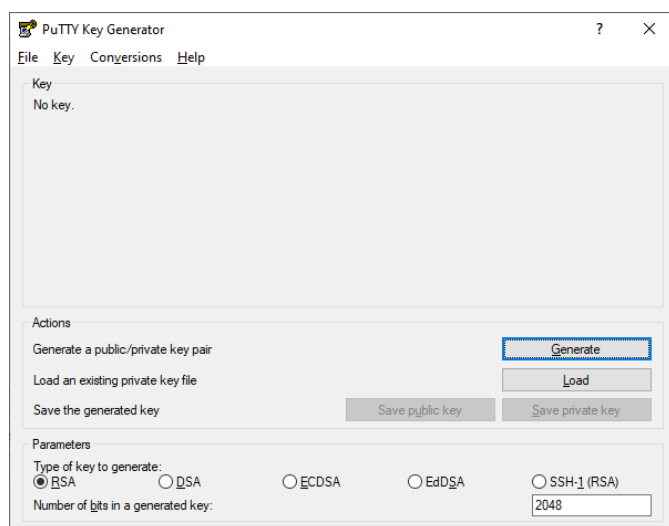 PuTTY Key Generator ? ×
File Key Conversions Help
Key
No key.
Actions
Generate a public/private key pair Generate
Load an existing private key file Load
Save the generated key Save public key Save private key
Parameters
Type of key to generate:
RSA DSA ECDSA EdDSA SSH-1 (RSA)
Number of bits in a generated key: 2048